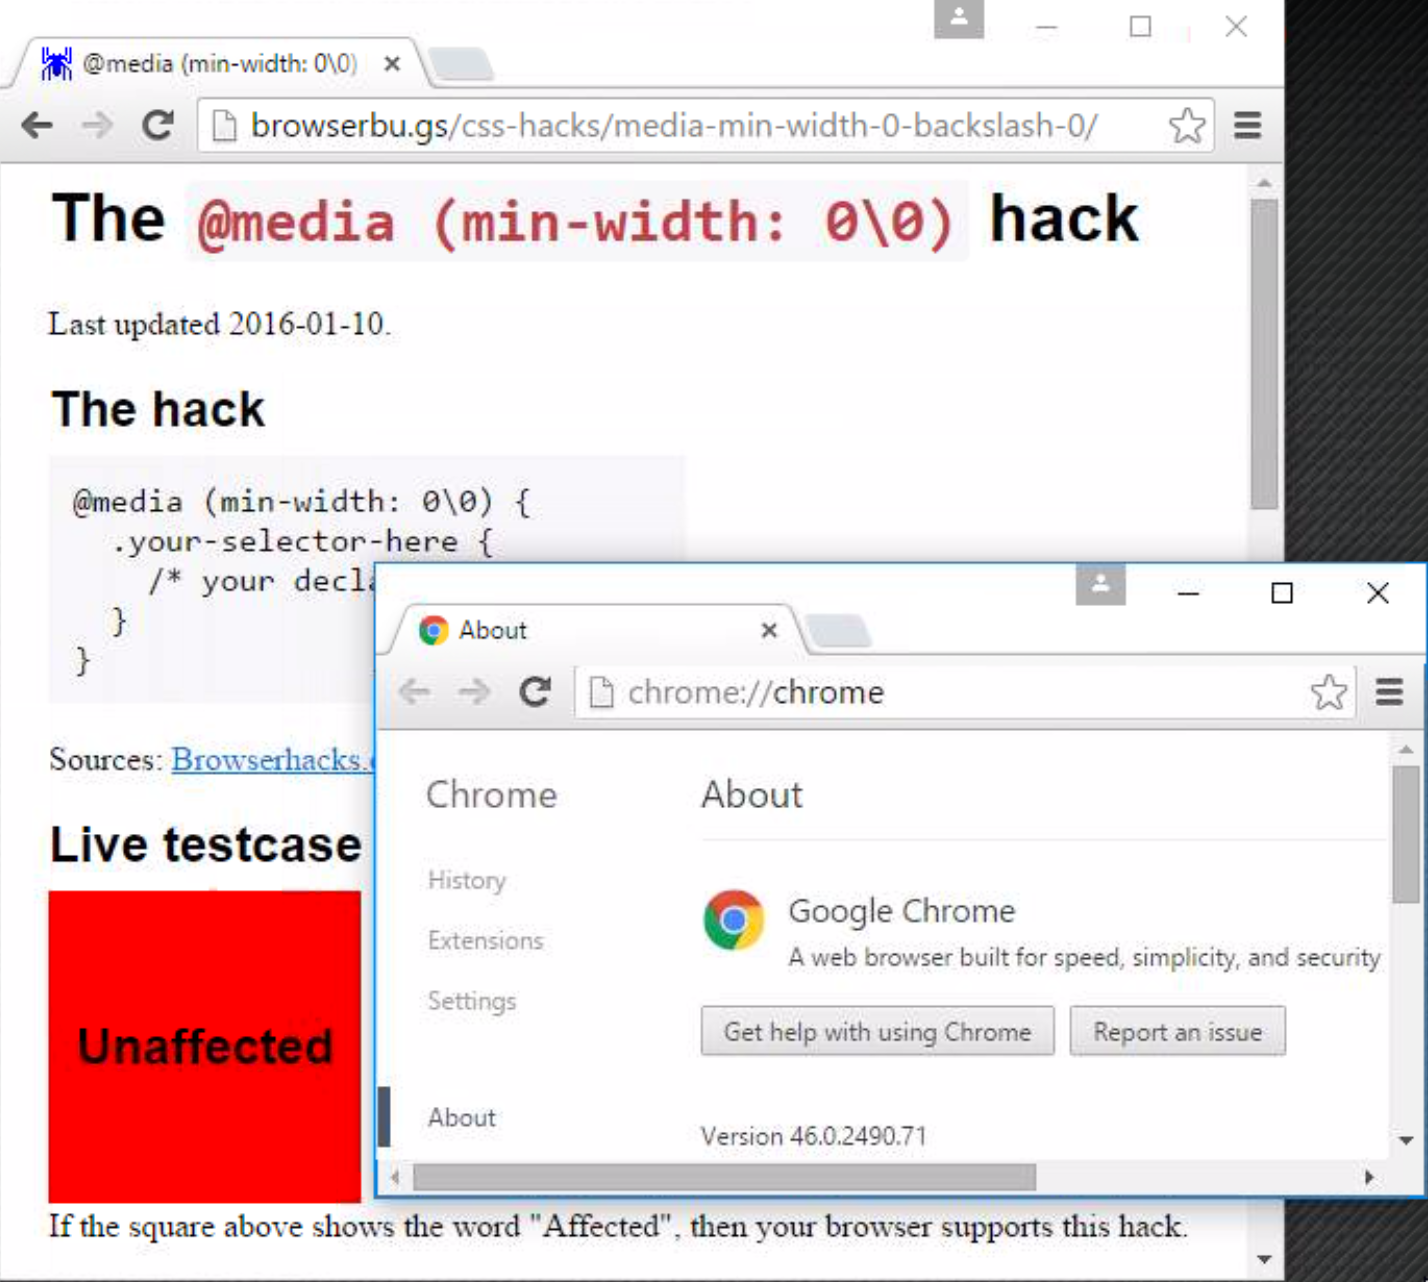 @media (min-width: 0\0)
browserbu.gs/css-hacks/media-min-width-0-backslash-0/
The @media (min-width: 0\0) hack
Last updated 2016-01-10.
The hack
@media (min-width: 0\0) {
.your-selector-here {
/* your
}
}
Sources: Browserhacks.
Live testcase
Unaffected
If the square above shows the word "Affected", then your browser supports this hack.
About
chrome://chrome
Chrome
About
History
Extensions
Settings
About
Google Chrome
A web browser built for speed, simplicity, and security
Get help with using Chrome
Report an issue
Version 46.0.2490.71